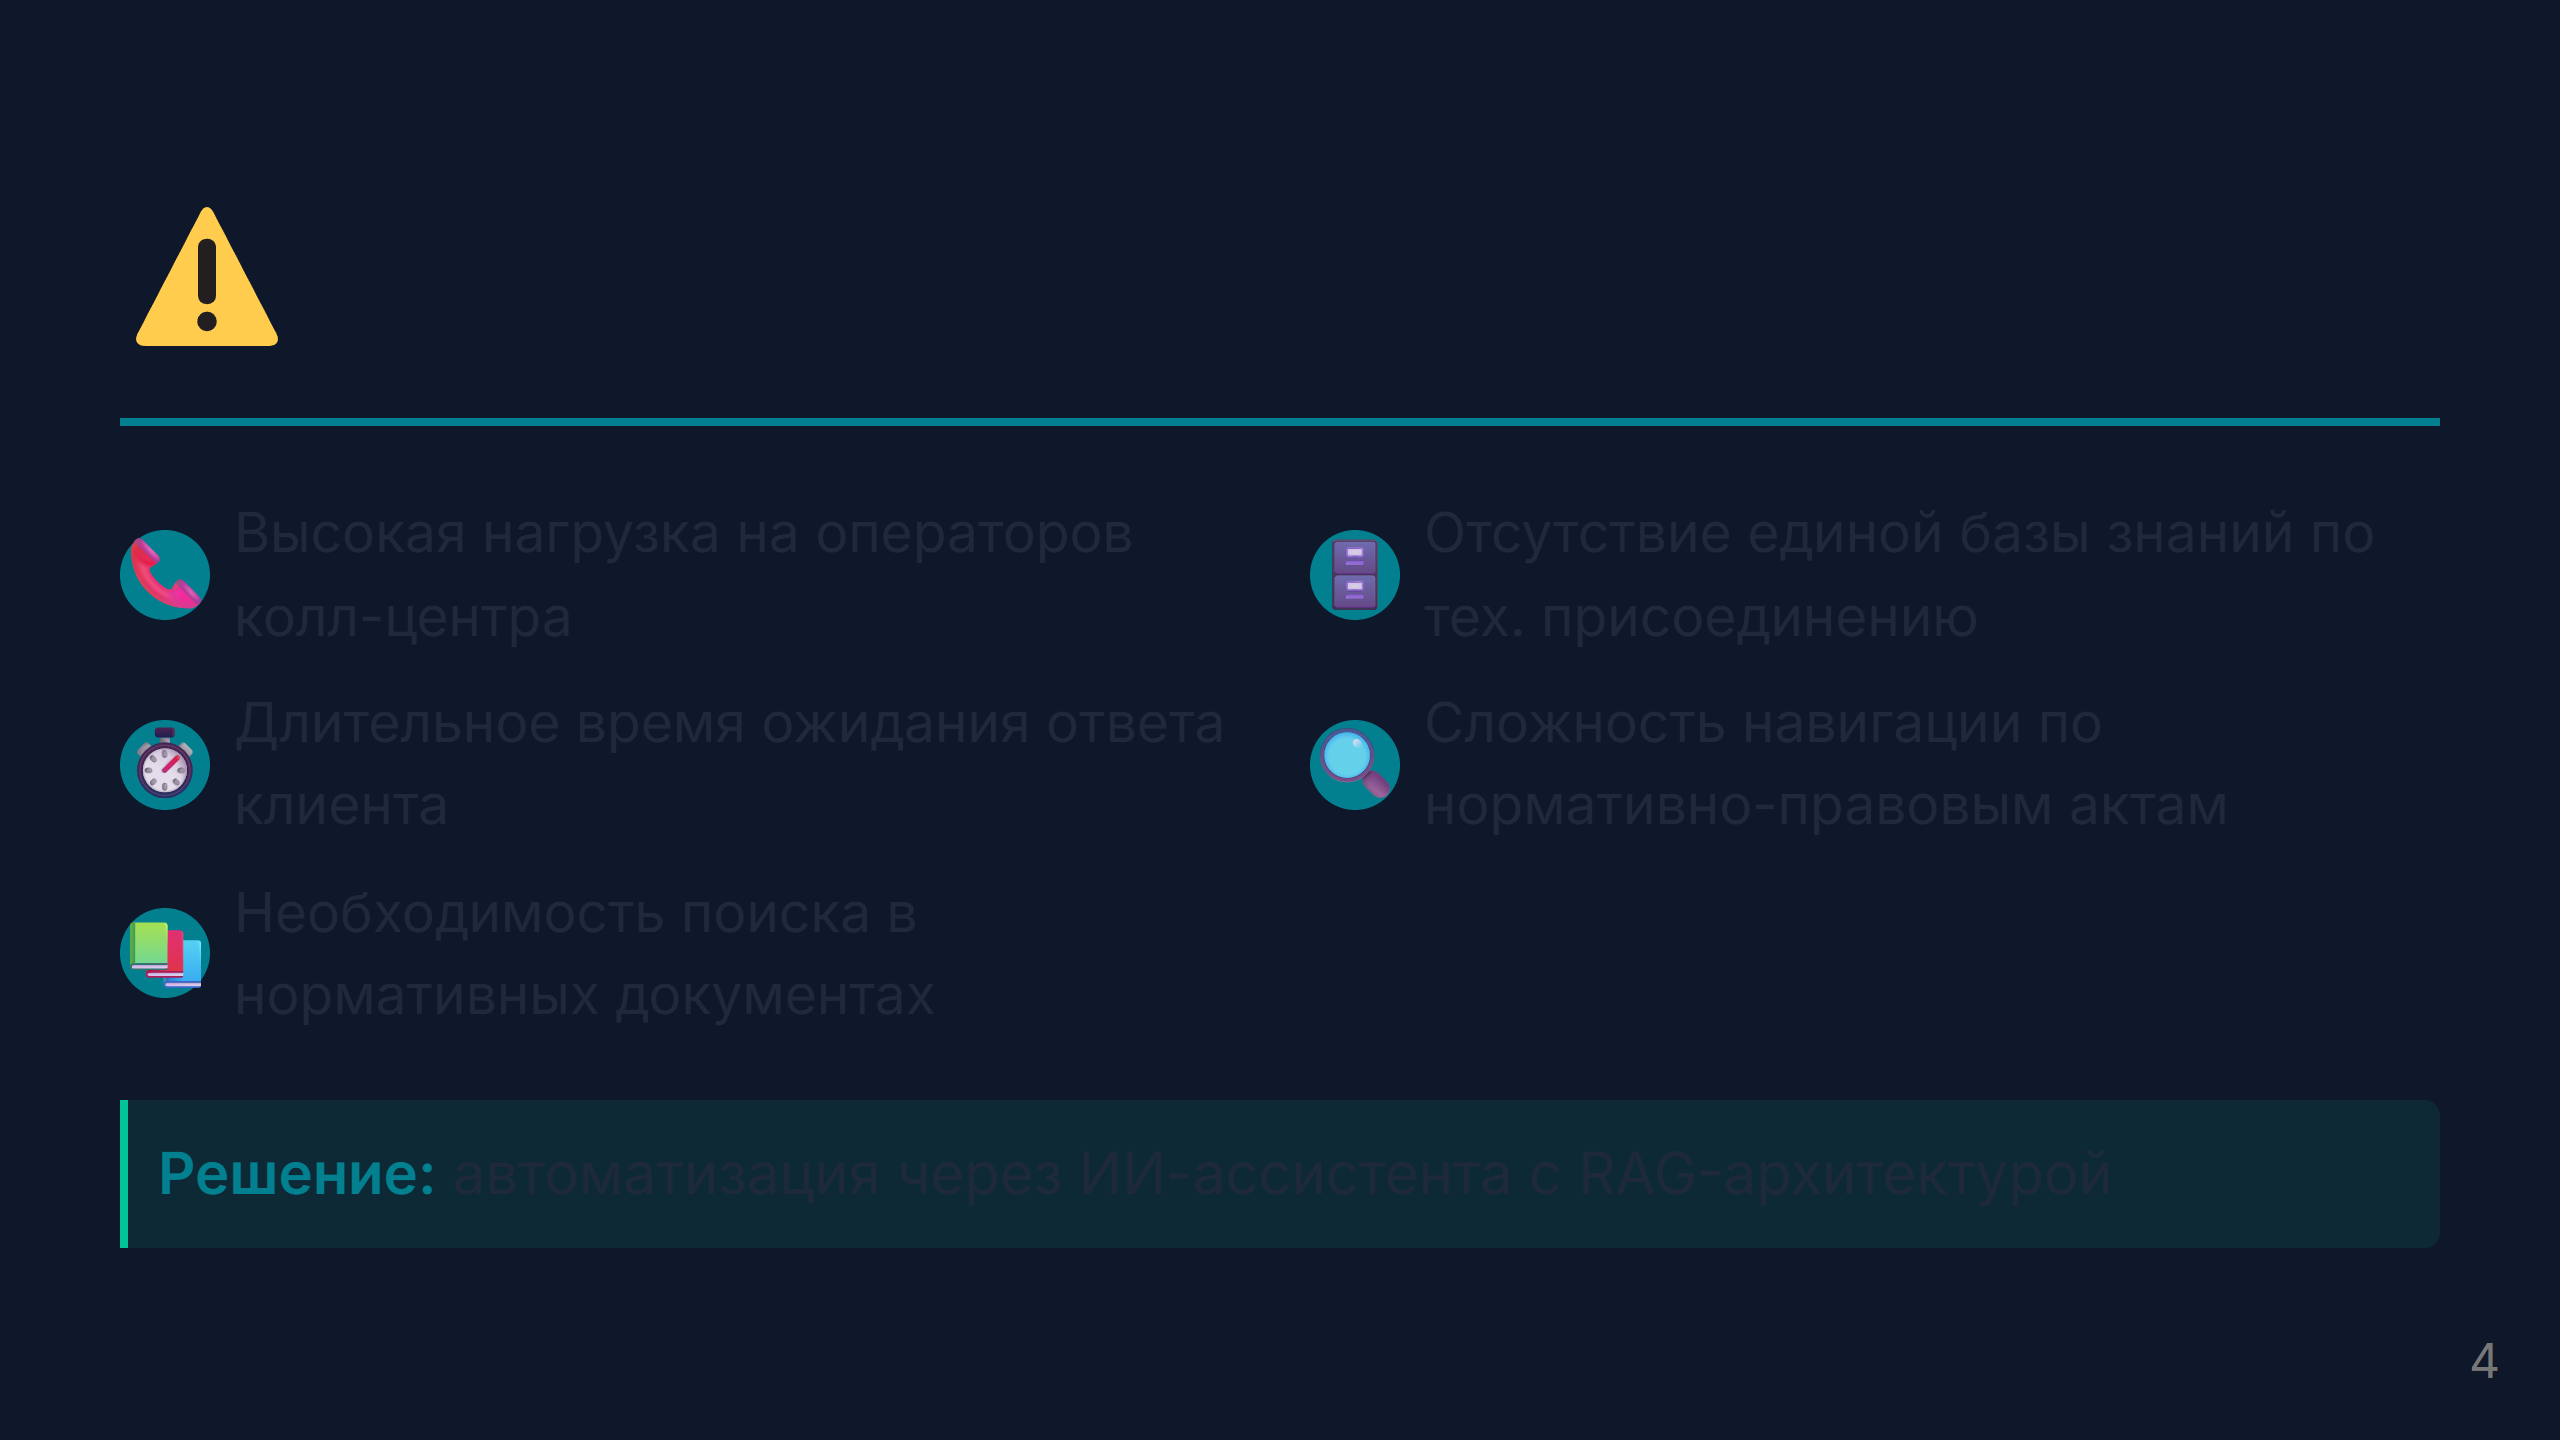 Высокая нагрузка на операторов
колл-центра
Длительное время ожидания ответа
клиента
Необходимость поиска в
нормативных документах
Отсутствие единой базы знаний по
тех. присоединению
Сложность навигации по
нормативно-правовым актам
Решение: автоматизация через ИИ-ассистента с RAG-архитектурой
4